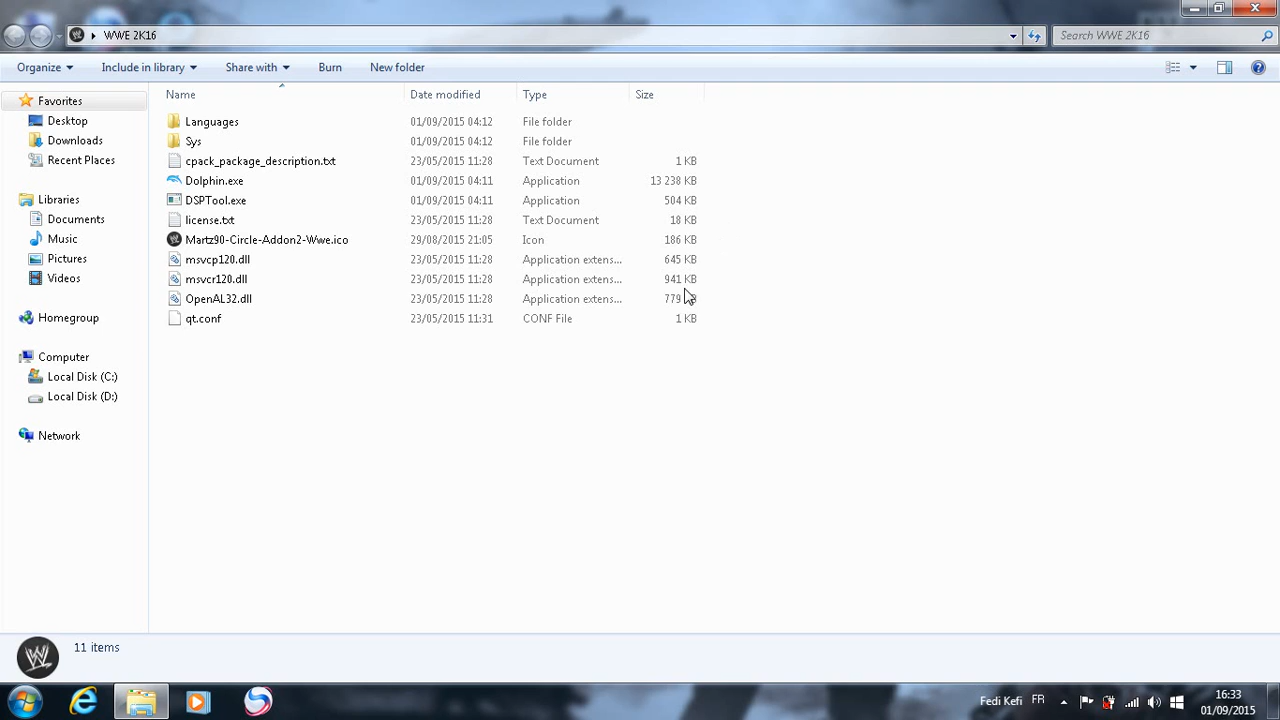 WWE 2K16
Search WWE 2K16
Organize Include in library Share with Burn New folder
Name Date modified Type Size
Favorites
Desktop
Downloads
Recent Places
Libraries
Documents
Music
Pictures
Videos
Homegroup
Computer
Local Disk (C:)
Local Disk (D:)
Network
Languages 01/09/2015 04:12 File folder
Sys 01/09/2015 04:12 File folder
cpack_package_description.txt 23/05/2015 11:28 Text Document 1 KB
Dolphin.exe 01/09/2015 04:11 Application 13 238 KB
DSPTool.exe 01/09/2015 04:11 Application 504 KB
license.txt 23/05/2015 11:28 Text Document 18 KB
Martz90-Circle-Addon2-Wwe.ico 29/08/2015 21:05 Icon 186 KB
msvcp120.dll 23/05/2015 11:28 Application extens... 645 KB
msvcr120.dll 23/05/2015 11:28 Application extens... 941 KB
OpenAL32.dll 23/05/2015 11:28 Application extens... 779
qt.conf 23/05/2015 11:31 CONF File 1 KB
W
11 items
Fedi Kefi FR 16:33
01/09/2015